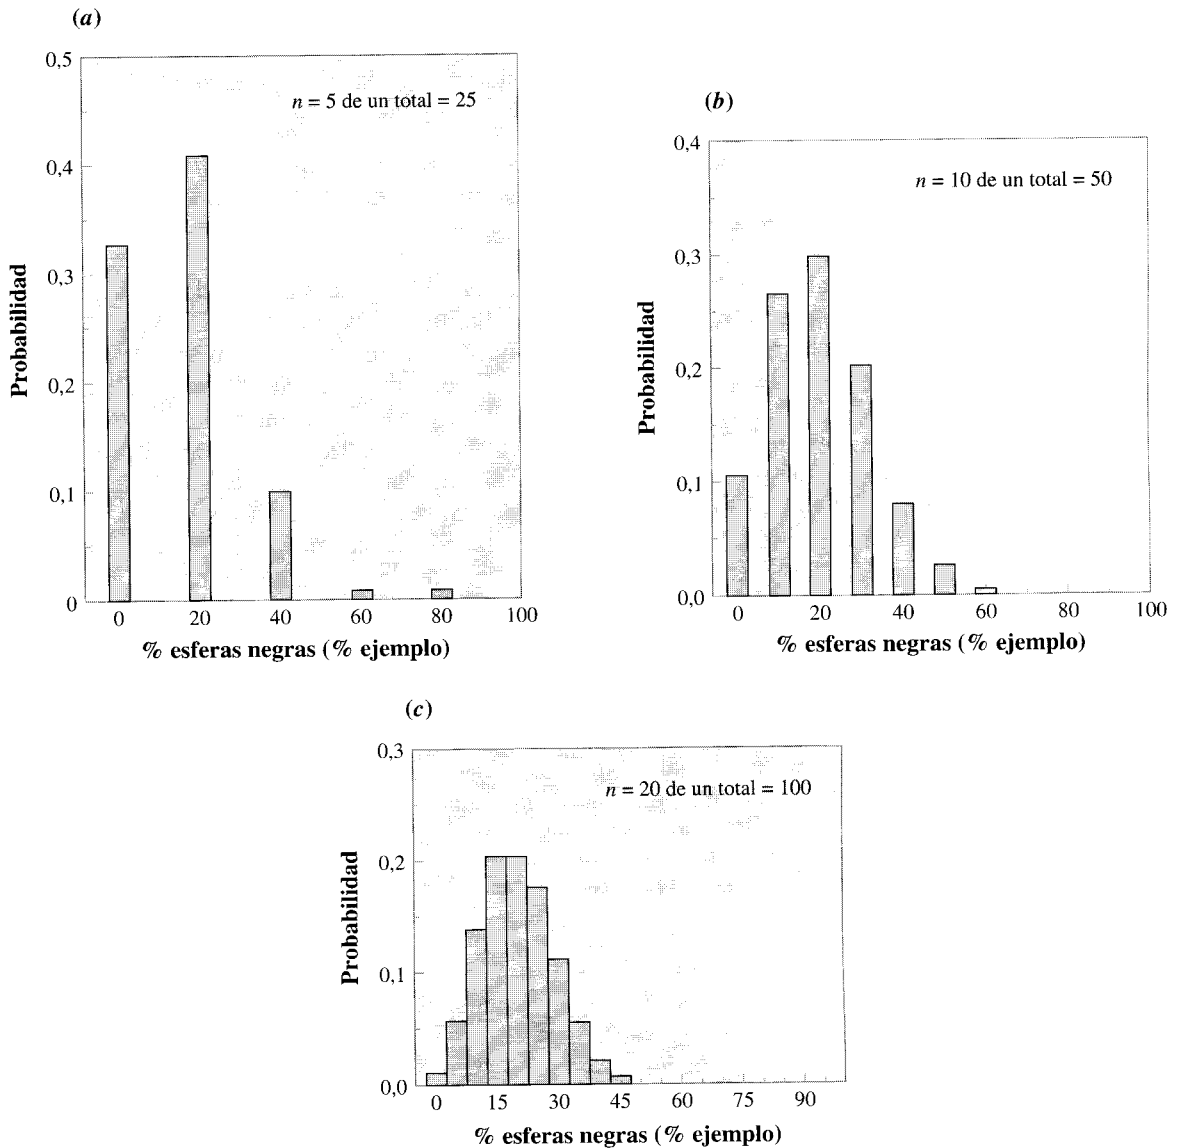 (a)
0,5
0,4
0,3
0,2
0,1
0
n = 5 de un total = 25
Probabilidad
0 20 40 60 80 100
% esferas negras (% ejemplo)
(b)
0,4
0,3
0,2
0,1
0,0
n = 10 de un total = 50
Probabilidad
0 20 40 60 80 100
% esferas negras (% ejemplo)
(c)
0,3
0,2
0,1
0,0
n = 20 de un total = 100
Probabilidad
0 15 30 45 60 75 90
% esferas negras (% ejemplo)